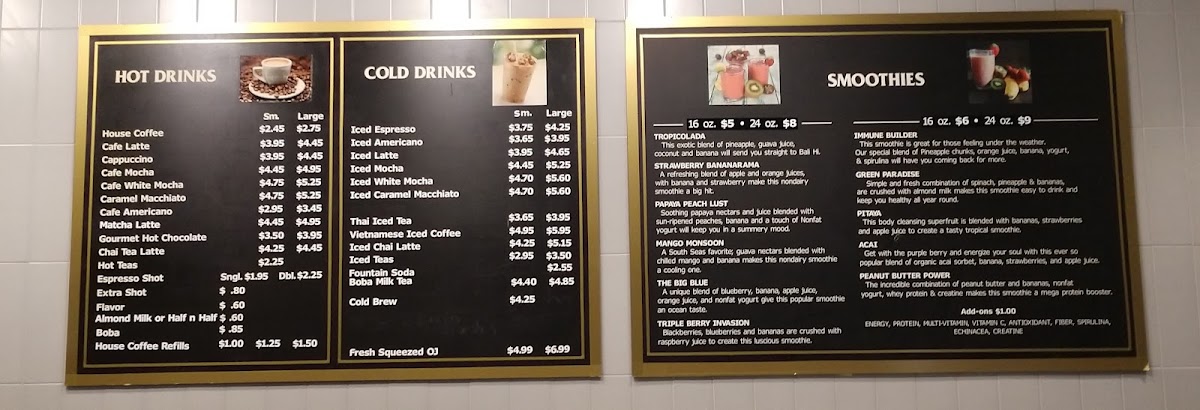 HOT DRINKS
Sm. Large
House Coffee $2.45 $2.75
Cafe Latte $3.95 $4.45
Cappuccino $3.95 $4.45
Cafe Mocha $4.45 $4.95
Cafe White Mocha $4.75 $5.25
Caramel Macchiato $4.75 $5.25
Cafe Americano $2.95 $3.45
Matcha Latte $4.45 $4.95
Gourmet Hot Chocolate $3.50 $3.95
Chai Tea Latte $4.25 $4.45
Hot Teas $2.25
Espresso Shot Sngl. $1.95 Dbl. $2.25
Extra Shot $ .80
Flavor $ .60
Almond Milk or Half n Half $ .60
Boba $ .85
House Coffee Refills $1.00 $1.25 $1.50
COLD DRINKS
Sm. Large
Iced Espresso $3.75 $4.25
Iced Americano $3.65 $3.95
Iced Latte $3.95 $4.65
Iced Mocha $4.45 $5.25
Iced White Mocha $4.70 $5.60
Iced Caramel Macchiato $4.70 $5.60
Thai Iced Tea $3.65 $3.95
Vietnamese Iced Coffee $4.95 $5.95
Iced Chai Latte $4.25 $5.15
Iced Teas $2.95 $3.50
Fountain Soda $2.55
Boba Milk Tea $4.40 $4.85
Cold Brew $4.25
Fresh Squeezed OJ $4.99 $6.99
SMOOTHIES
16 oz. $5 • 24 oz. $8
TROPICOLADA
This exotic blend of pineapple, guava juice,
coconut and banana will send you straight to Bali Hi.
STRAWBERRY BANANARAMA
A refreshing blend of apple and orange juices,
with banana and strawberry make this nondairy
smoothie a big hit.
PAPAYA PEACH LUST
Soothing papaya nectars and juice blended with
sun-ripened peaches, banana and a touch of Nonfat
yogurt will keep you in a summery mood.
MANGO MONSOON
A South Seas favorite; guava nectars blended with
chilled mango and banana makes this nondairy smoothie
a cooling one.
THE BIG BLUE
A unique blend of blueberry, banana, apple juice,
orange juice, and nonfat yogurt give this popular smoothie
an ocean taste.
TRIPLE BERRY INVASION
Blackberries, blueberries and bananas are crushed with
raspberry juice to create this luscious smoothie.
16 oz. $6 • 24 oz. $9
IMMUNE BUILDER
This smoothie is great for those feeling under the weather.
Our special blend of Pineapple chunks, orange juice, banana, yogurt,
& spirulina will have you coming back for more.
GREEN PARADISE
Simple and fresh combination of spinach, pineapple & bananas,
are crushed with almond milk makes this smoothie easy to drink and
keep you healthy all year round.
PITAYA
This body cleansing superfruit is blended with bananas, strawberries
and apple juice to create a tasty tropical smoothie.
ACAI
Get with the purple berry and energize your soul with this ever so
popular blend of organic acai sorbet, banana, strawberries, and apple juice.
PEANUT BUTTER POWER
The incredible combination of peanut butter and bananas, nonfat
yogurt, whey protein & creatine makes this smoothie a mega protein booster.
Add-ons $1.00
ENERGY, PROTEIN, MULTI-VITAMIN, VITAMIN C, ANTIOXIDANT, FIBER, SPIRULINA,
ECHINACEA, CREATINE